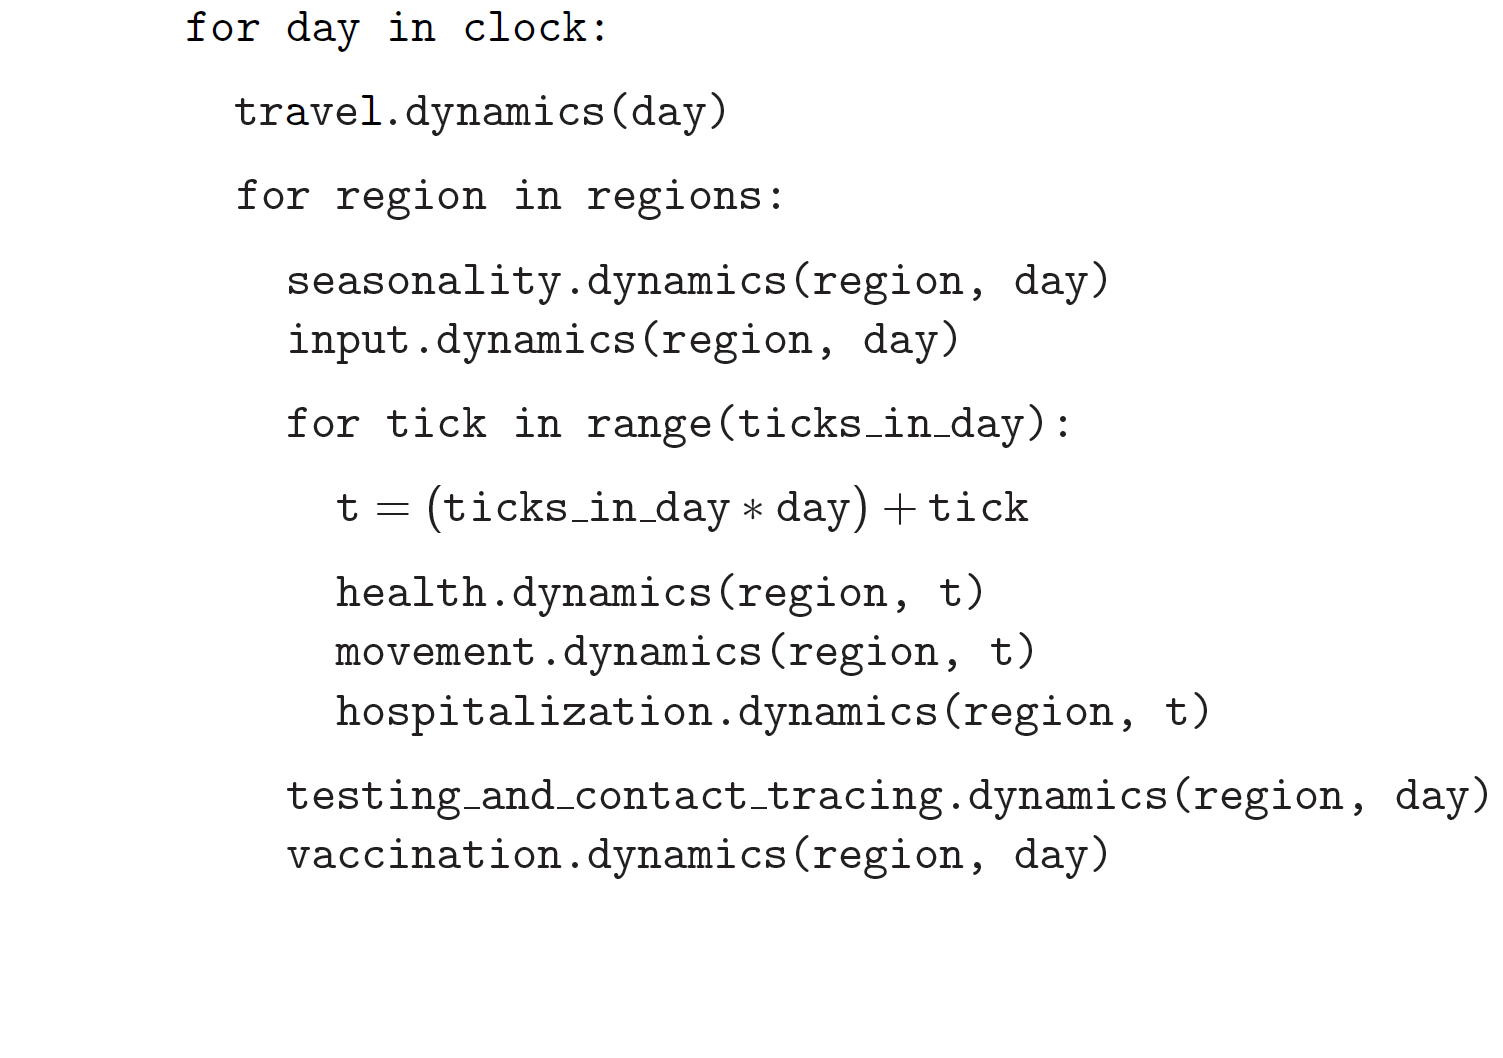 for day in clock:
travel.dynamics(day)
for region in regions:
seasonality.dynamics(region, day)
input.dynamics(region, day)
for tick in range(ticks_in_day):
t = (ticks_in_day * day) + tick
health.dynamics(region, t)
movement.dynamics(region, t)
hospitalization.dynamics(region, t)
testing_and_contact_tracing.dynamics(region, day)
vaccination.dynamics(region, day)